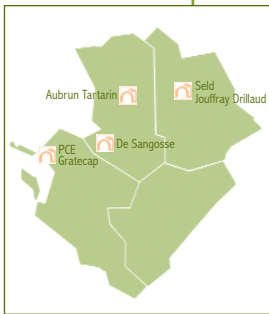 Seld
Jouffray Drillaud
Aubrun Tartarin
De Sangosse
PCE
Gratecap